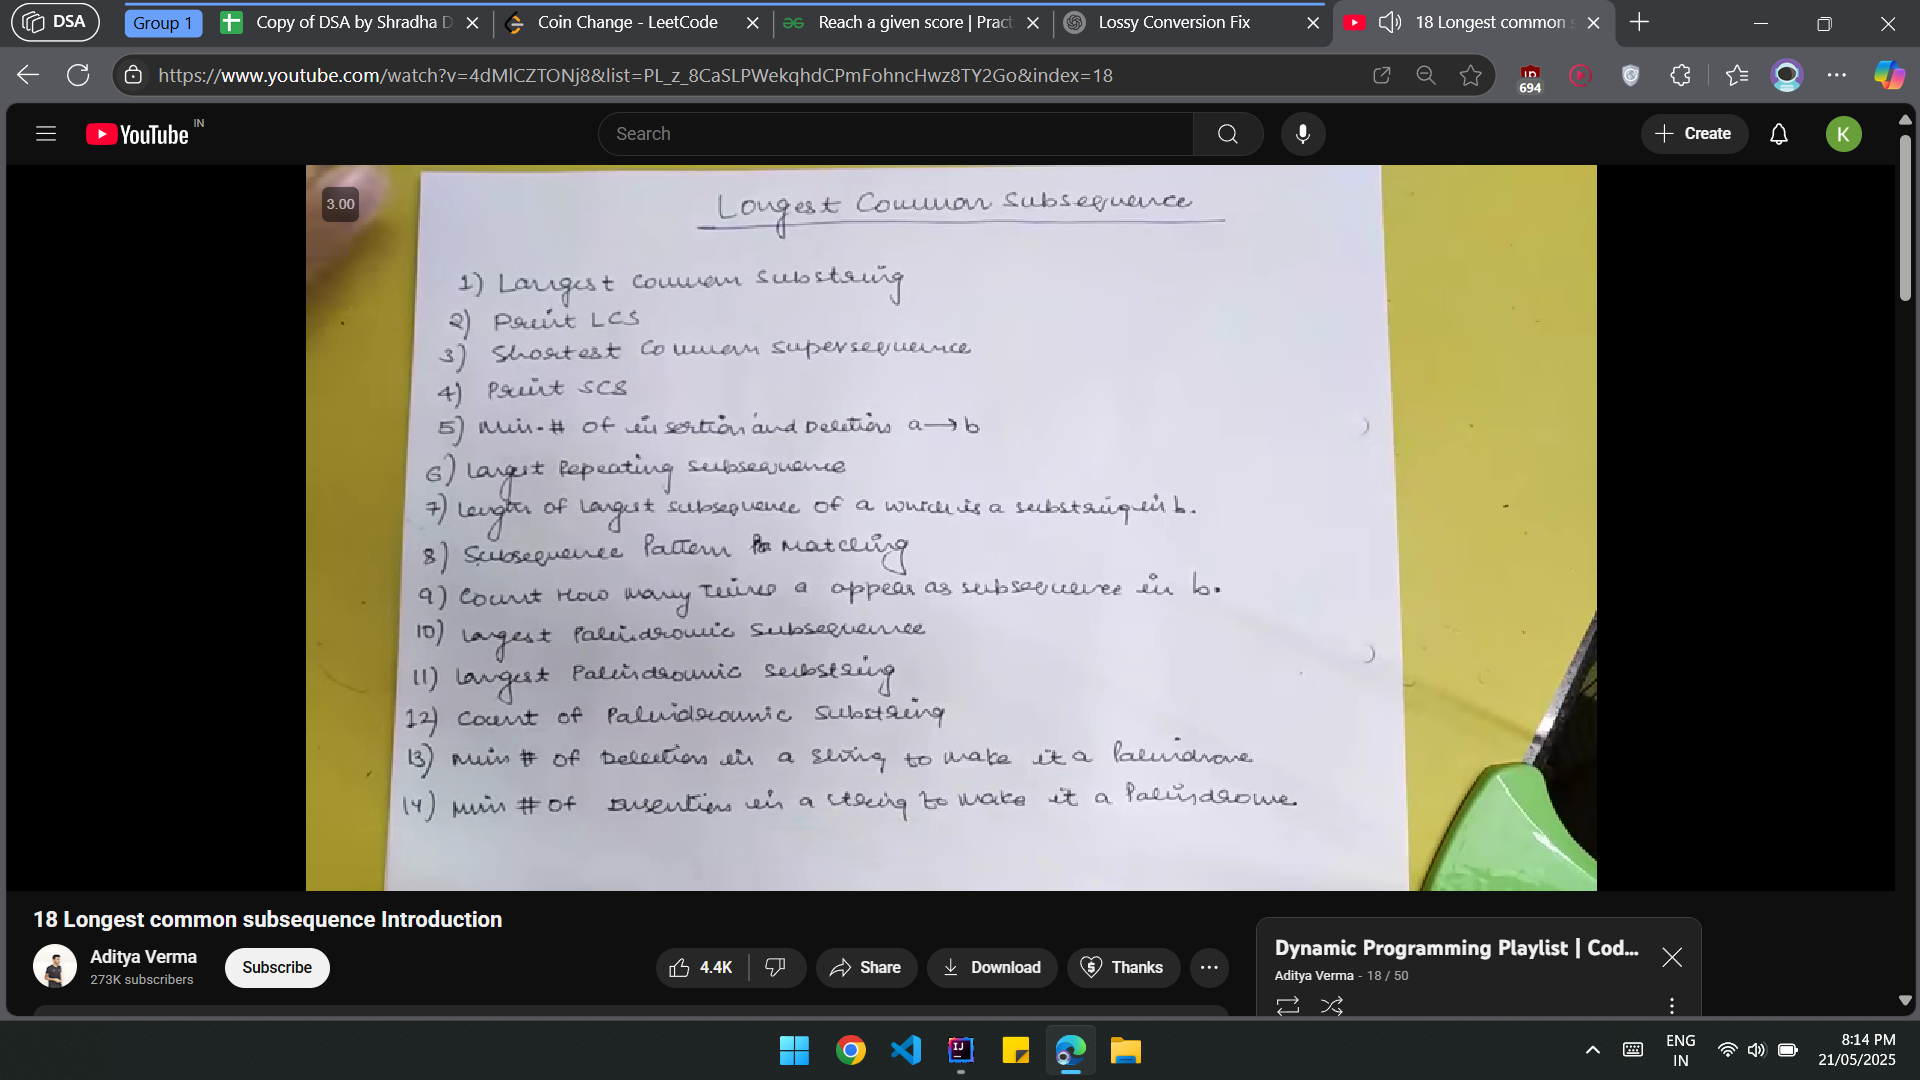 DSA
Group 1
Copy of DSA by Shradha D
Coin Change - LeetCode
Reach a given score | Pract
Lossy Conversion Fix
18 Longest common s
https://www.youtube.com/watch?v=4dMlCZTONj8&list=PL_z_8CaSLPWekqhdCPmFohncHwz8TY2Go&index=18
694
YouTube IN
Search
Create
K
3.00
Longest Common Subsequence
1) Largest Common Substring
2) Print LCS
3) Shortest Common Supersequence
4) Print SCS
5) Min-# of insertion and Deletion a→b
6) Largest Repeating Subsequence
7) Length of largest subsequence of a which is a substring in b.
8) Subsequence Pattern Matching
9) Count How many times a appear as subsequence in b.
10) Largest Palindromic Subsequence
11) Largest Palindromic Substring
12) Count of Palindromic Substring
13) Min # of Deletion in a string to make it a Palindrome
14) Min # of Insertion in a string to make it a Palindrome.
18 Longest common subsequence Introduction
Aditya Verma
273K subscribers
Subscribe
4.4K
Share
Download
Thanks
Dynamic Programming Playlist | Cod...
Aditya Verma - 18 / 50
ENG
IN
8:14 PM
21/05/2025